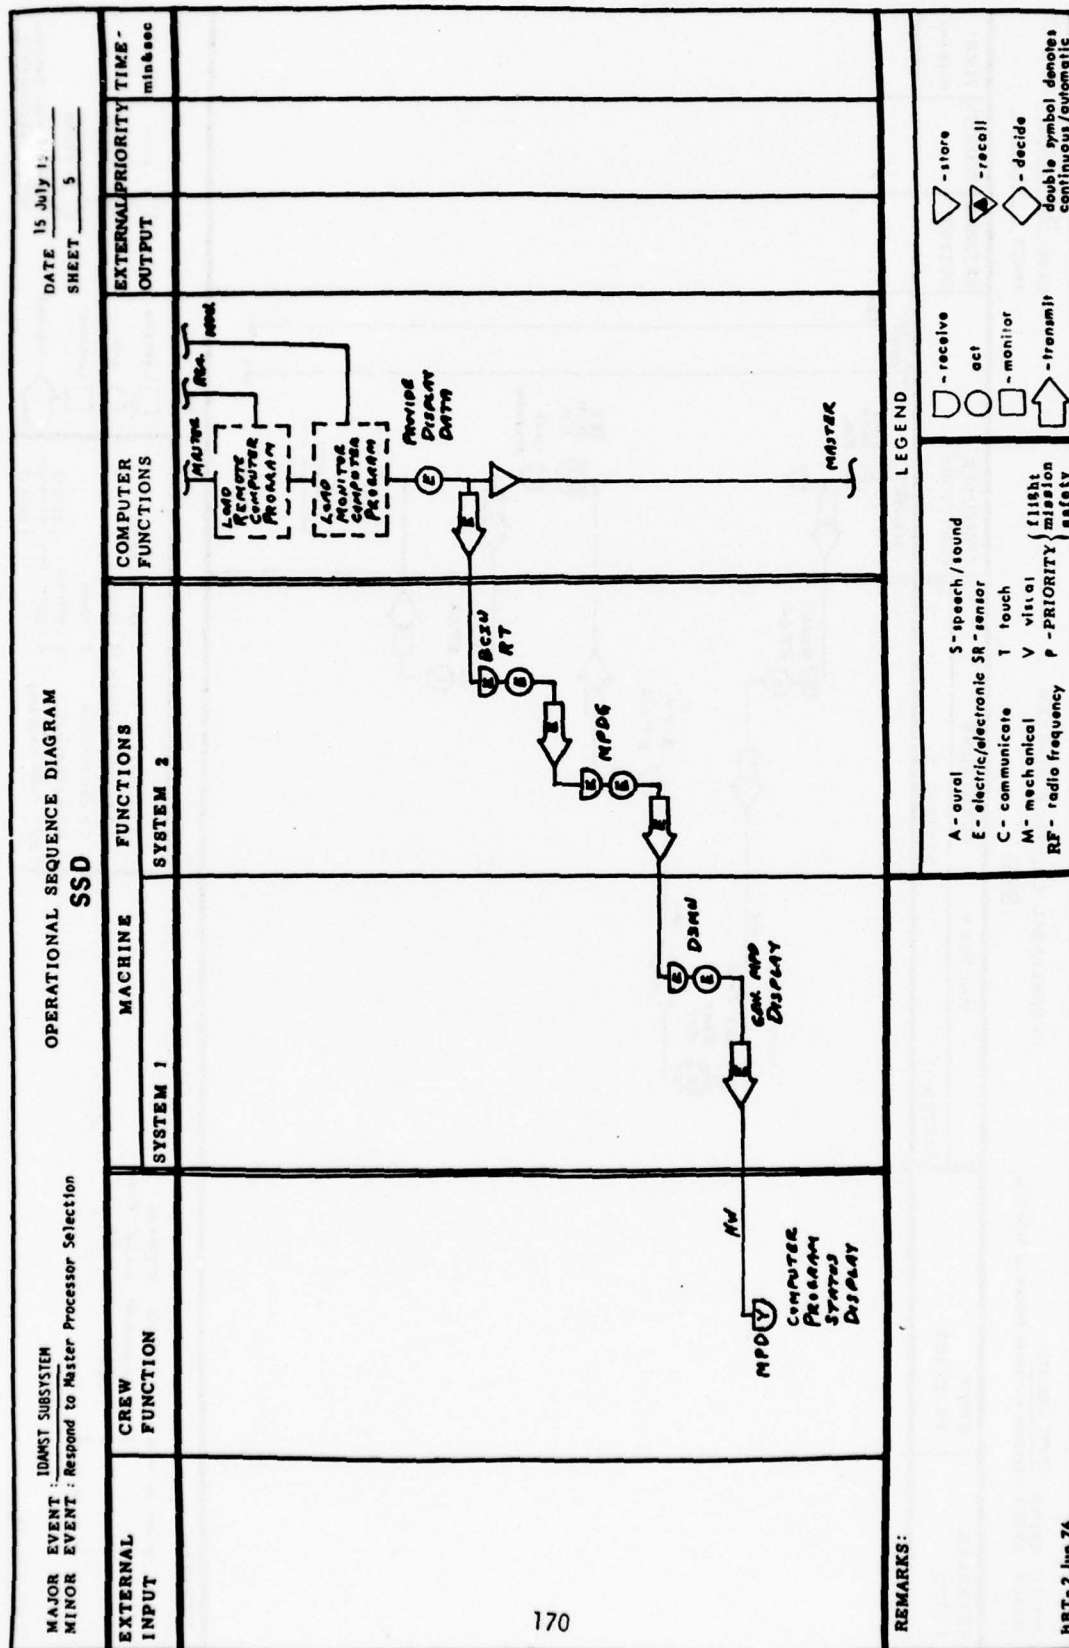 OPERATIONAL SEQUENCE DIAGRAM
SSD
MAJOR EVENT : IDAMST SUBSYSTEM
MINOR EVENT : Respond to Master Processor Selection
DATE 15 July
SHEET 5
EXTERNAL
INPUT
CREW
FUNCTION
MACHINE FUNCTIONS
SYSTEM 1
SYSTEM 2
COMPUTER
FUNCTIONS
EXTERNAL
OUTPUT
PRIORITY
TIME-
min&sec
MASTER
REM.
MON.
LOAD
REMOTE
COMPUTER
PROGRAM
LOAD
MONITOR
COMPUTER
PROGRAM
PROVIDE
DISPLAY
DATA
E
E
BCIU
RT
E
E
E
MPDG
E
E
E
DSMU
E
E
MPD
DISPLAY
E
MASTER
MPD
V
COMPUTER
PROGRAM
STATUS
DISPLAY
REMARKS:
LEGEND
A - aural
S - speech/sound
E - electric/electronic
SR - sensor
C - communicate
T touch
M - mechanical
V visual
RF - radio frequency
P - PRIORITY { flight
mission
safety
- receive
- store
act
- recall
- monitor
- decide
- transmit
double symbol denotes
continuous/automatic
HBT-2 Jun 76
170